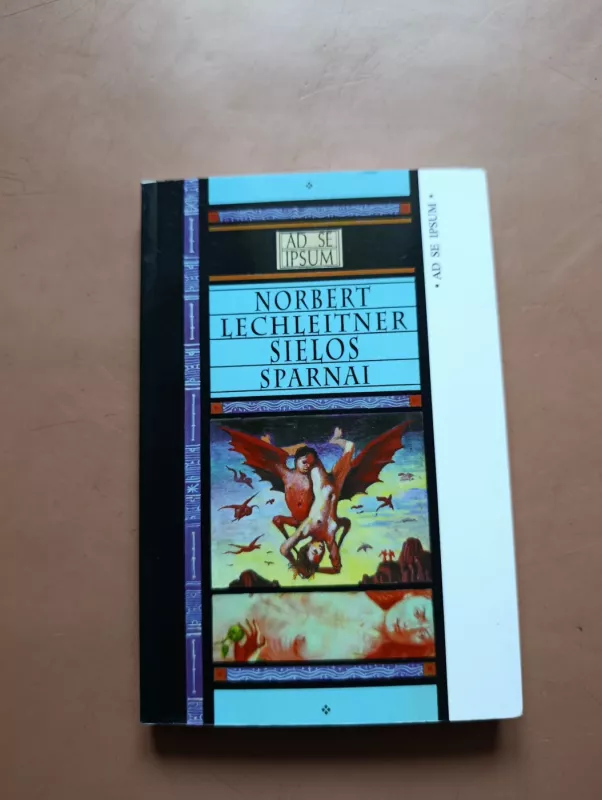 AD SE
IPSUM
NORBERT
LECHLEITNER
SIELOS
SPARNAI
• AD SE IPSUM •